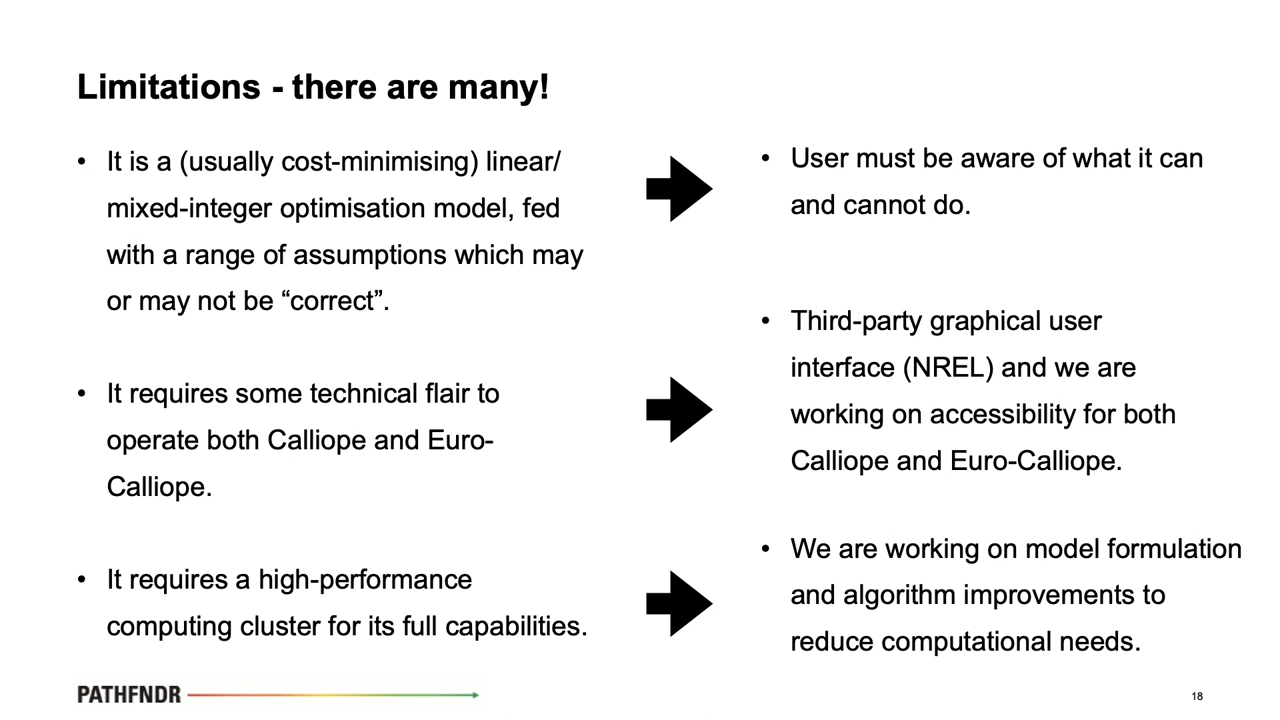 Limitations - there are many!
• It is a (usually cost-minimising) linear/
mixed-integer optimisation model, fed
with a range of assumptions which may
or may not be “correct”.
• User must be aware of what it can
and cannot do.
• It requires some technical flair to
operate both Calliope and Euro-
Calliope.
• Third-party graphical user
interface (NREL) and we are
working on accessibility for both
Calliope and Euro-Calliope.
• It requires a high-performance
computing cluster for its full capabilities.
• We are working on model formulation
and algorithm improvements to
reduce computational needs.
PATHFNDR
18